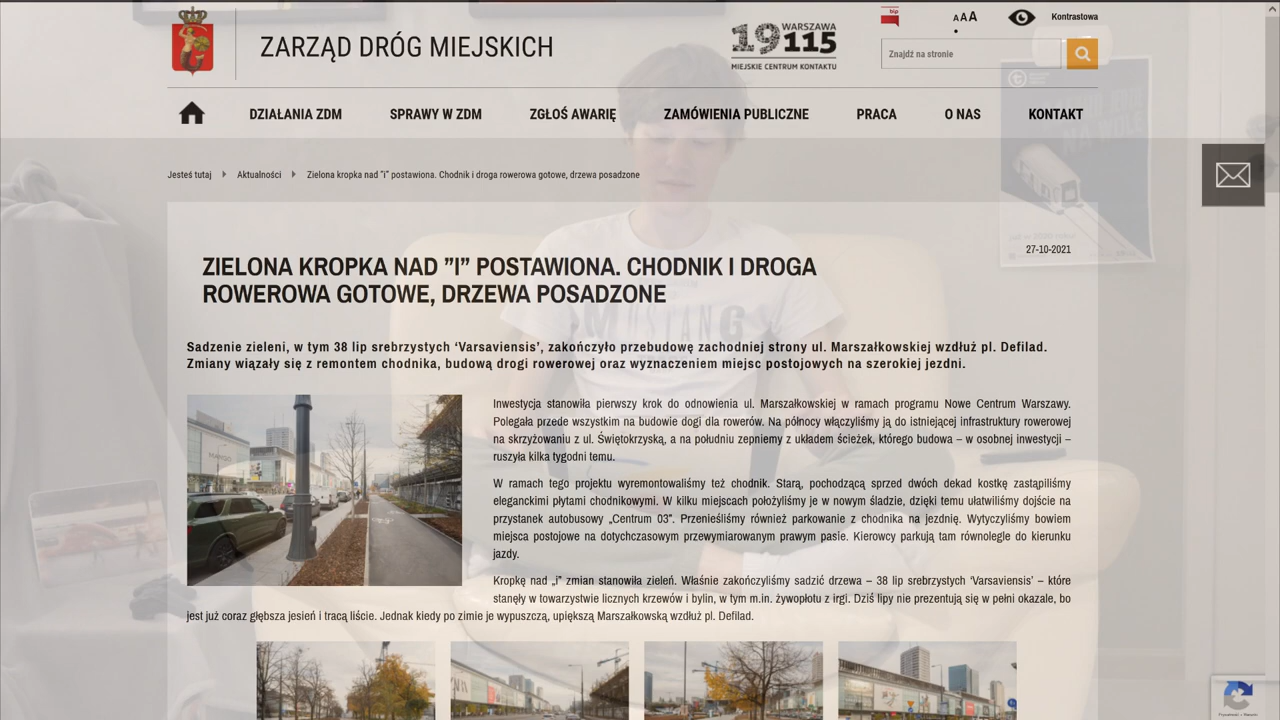 ZARZĄD DRÓG MIEJSKICH
19115 WARSZAWA
MIEJSKIE CENTRUM KONTAKTU
bip
A A A
Kontrastowa
Znajdź na stronie
DZIAŁANIA ZDM
SPRAWY W ZDM
ZGŁOŚ AWARIĘ
ZAMÓWIENIA PUBLICZNE
PRACA
O NAS
KONTAKT
Jesteś tutaj
Aktualności
Zielona kropka nad "i" postawiona. Chodnik i droga rowerowa gotowe, drzewa posadzone
27-10-2021
ZIELONA KROPKA NAD ”I” POSTAWIONA. CHODNIK I DROGA
ROWEROWA GOTOWE, DRZEWA POSADZONE
Sadzenie zieleni, w tym 38 lip srebrzystych ‘Varsaviensis’, zakończyło przebudowę zachodniej strony ul. Marszałkowskiej wzdłuż pl. Defilad.
Zmiany wiązały się z remontem chodnika, budową drogi rowerowej oraz wyznaczeniem miejsc postojowych na szerokiej jezdni.
Inwestycja stanowiła pierwszy krok do odnowienia ul. Marszałkowskiej w ramach programu Nowe Centrum Warszawy.
Polegała przede wszystkim na budowie dogi dla rowerów. Na północy włączyliśmy ją do istniejącej infrastruktury rowerowej
na skrzyżowaniu z ul. Świętokrzyską, a na południu zepniemy z układem ścieżek, którego budowa – w osobnej inwestycji –
ruszyła kilka tygodni temu.
W ramach tego projektu wyremontowaliśmy też chodnik. Starą, pochodzącą sprzed dwóch dekad kostkę zastąpiliśmy
eleganckimi płytami chodnikowymi. W kilku miejscach położyliśmy je w nowym śladzie, dzięki temu ułatwiliśmy dojście na
przystanek autobusowy „Centrum 03”. Przenieśliśmy również parkowanie z chodnika na jezdnię. Wytyczyliśmy bowiem
miejsca postojowe na dotychczasowym przewymiarowanym prawym pasie. Kierowcy parkują tam równolegle do kierunku
jazdy.
Kropkę nad „i” zmian stanowiła zieleń. Właśnie zakończyliśmy sadzić drzewa – 38 lip srebrzystych ‘Varsaviensis’ – które
stanęły w towarzystwie licznych krzewów i bylin, w tym m.in. żywopłotu z irgi. Dziś lipy nie prezentują się w pełni okazale, bo
jest już coraz głębsza jesień i tracą liście. Jednak kiedy po zimie je wypuszczą, upiększą Marszałkowską wzdłuż pl. Defilad.
MUSTANG
MANGO